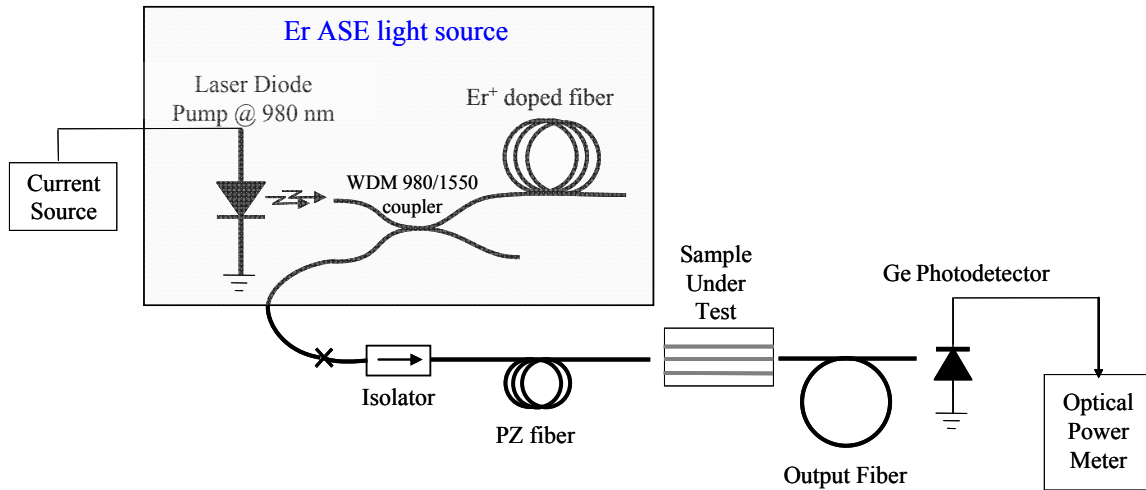 Er ASE light source
Laser Diode
Pump @ 980 nm
Er⁺ doped fiber
Current
Source
WDM 980/1550
coupler
Sample
Under
Test
Ge Photodetector
Isolator
PZ fiber
Output Fiber
Optical
Power
Meter